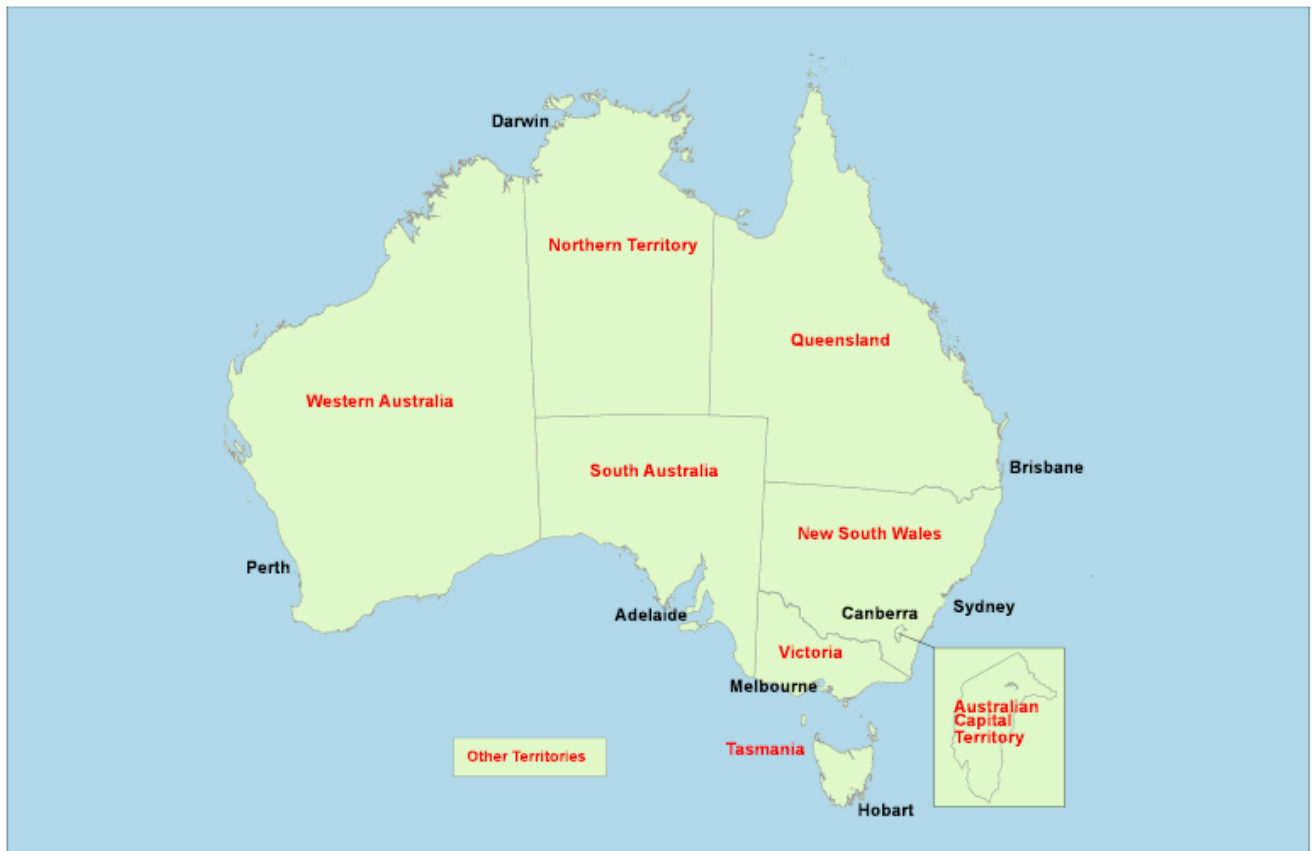 Darwin
Northern Territory
Queensland
Western Australia
South Australia
Brisbane
New South Wales
Perth
Adelaide
Canberra
Sydney
Victoria
Melbourne
Australian
Capital
Territory
Tasmania
Other Territories
Hobart